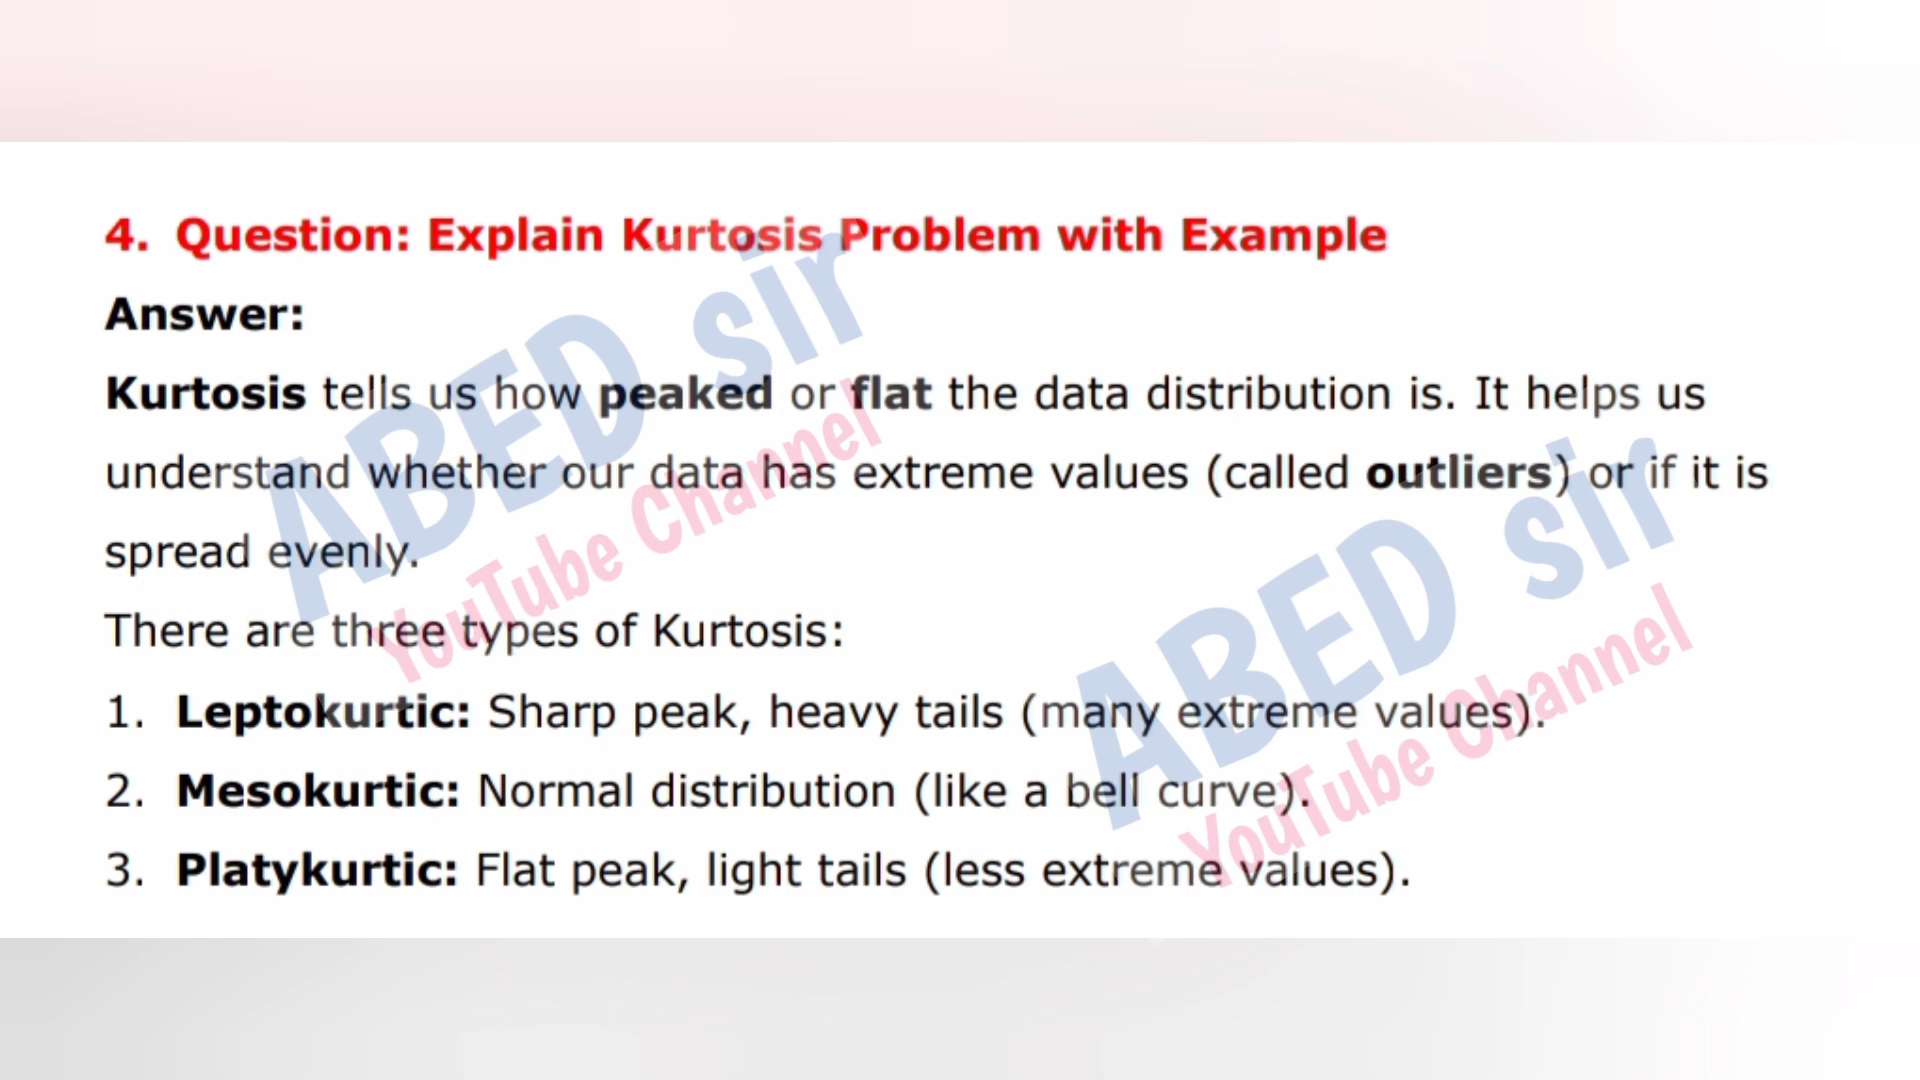 4. Question: Explain Kurtosis Problem with Example
Answer:
Kurtosis tells us how peaked or flat the data distribution is. It helps us
understand whether our data has extreme values (called outliers) or if it is
spread evenly.
There are three types of Kurtosis:
1. Leptokurtic: Sharp peak, heavy tails (many extreme values).
2. Mesokurtic: Normal distribution (like a bell curve).
3. Platykurtic: Flat peak, light tails (less extreme values).
ABED sir
YouTube Channel
ABED sir
YouTube Channel